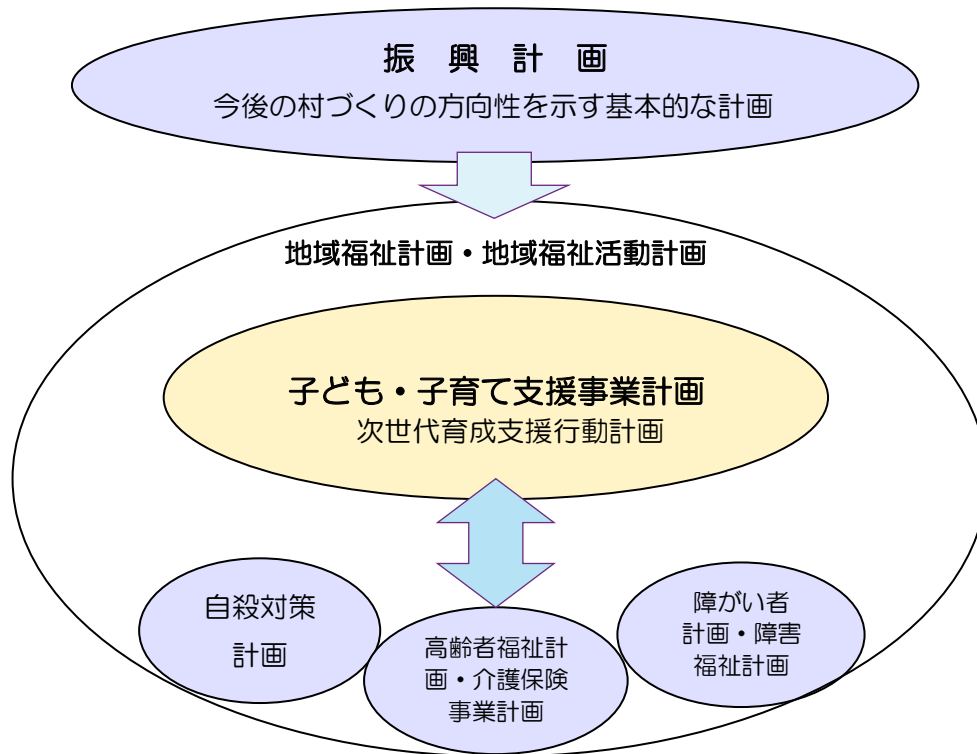 振　興　計　画
今後の村づくりの方向性を示す基本的な計画
地域福祉計画・地域福祉活動計画
子ども・子育て支援事業計画
次世代育成支援行動計画
自殺対策
計画
高齢者福祉計
画・介護保険
事業計画
障がい者
計画・障害
福祉計画